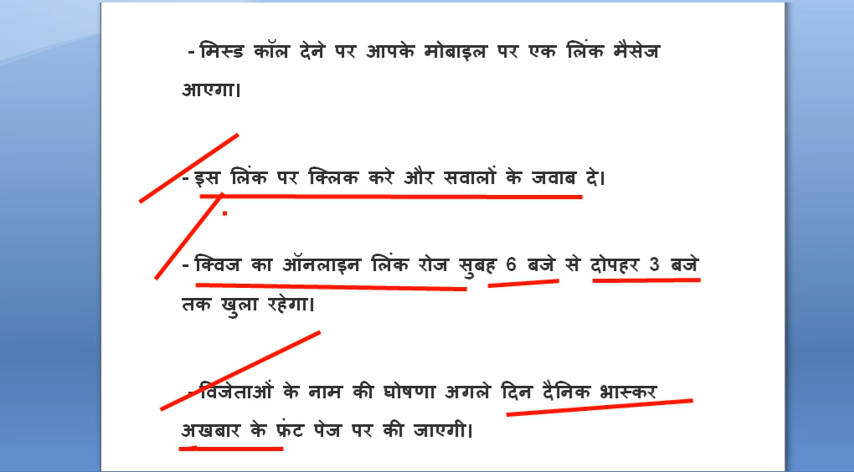 - मिस्ड कॉल देने पर आपके मोबाइल पर एक लिंक मैसेज
आएगा।
- इस लिंक पर क्लिक करे और सवालों के जवाब दे।
- क्विज का ऑनलाइन लिंक रोज सुबह 6 बजे से दोपहर 3 बजे
तक खुला रहेगा।
- विजेताओं के नाम की घोषणा अगले दिन दैनिक भास्कर
अखबार के फ्रंट पेज पर की जाएगी।